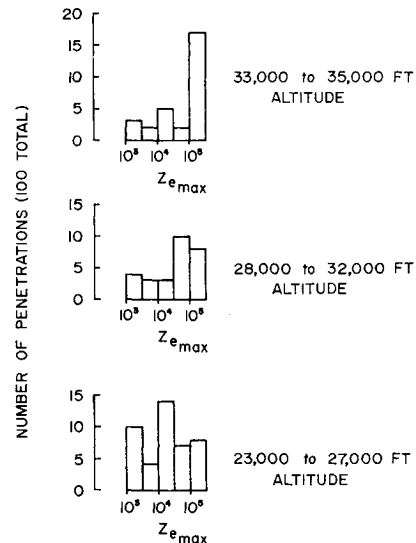 NUMBER OF PENETRATIONS (100 TOTAL)
20
15
10
5
0
10³ 10⁴ 10⁵
Zₑ max
33,000 to 35,000 FT
ALTITUDE
15
10
5
0
10³ 10⁴ 10⁵
Zₑ max
28,000 to 32,000 FT
ALTITUDE
15
10
5
0
10³ 10⁴ 10⁵
Zₑ max
23,000 to 27,000 FT
ALTITUDE